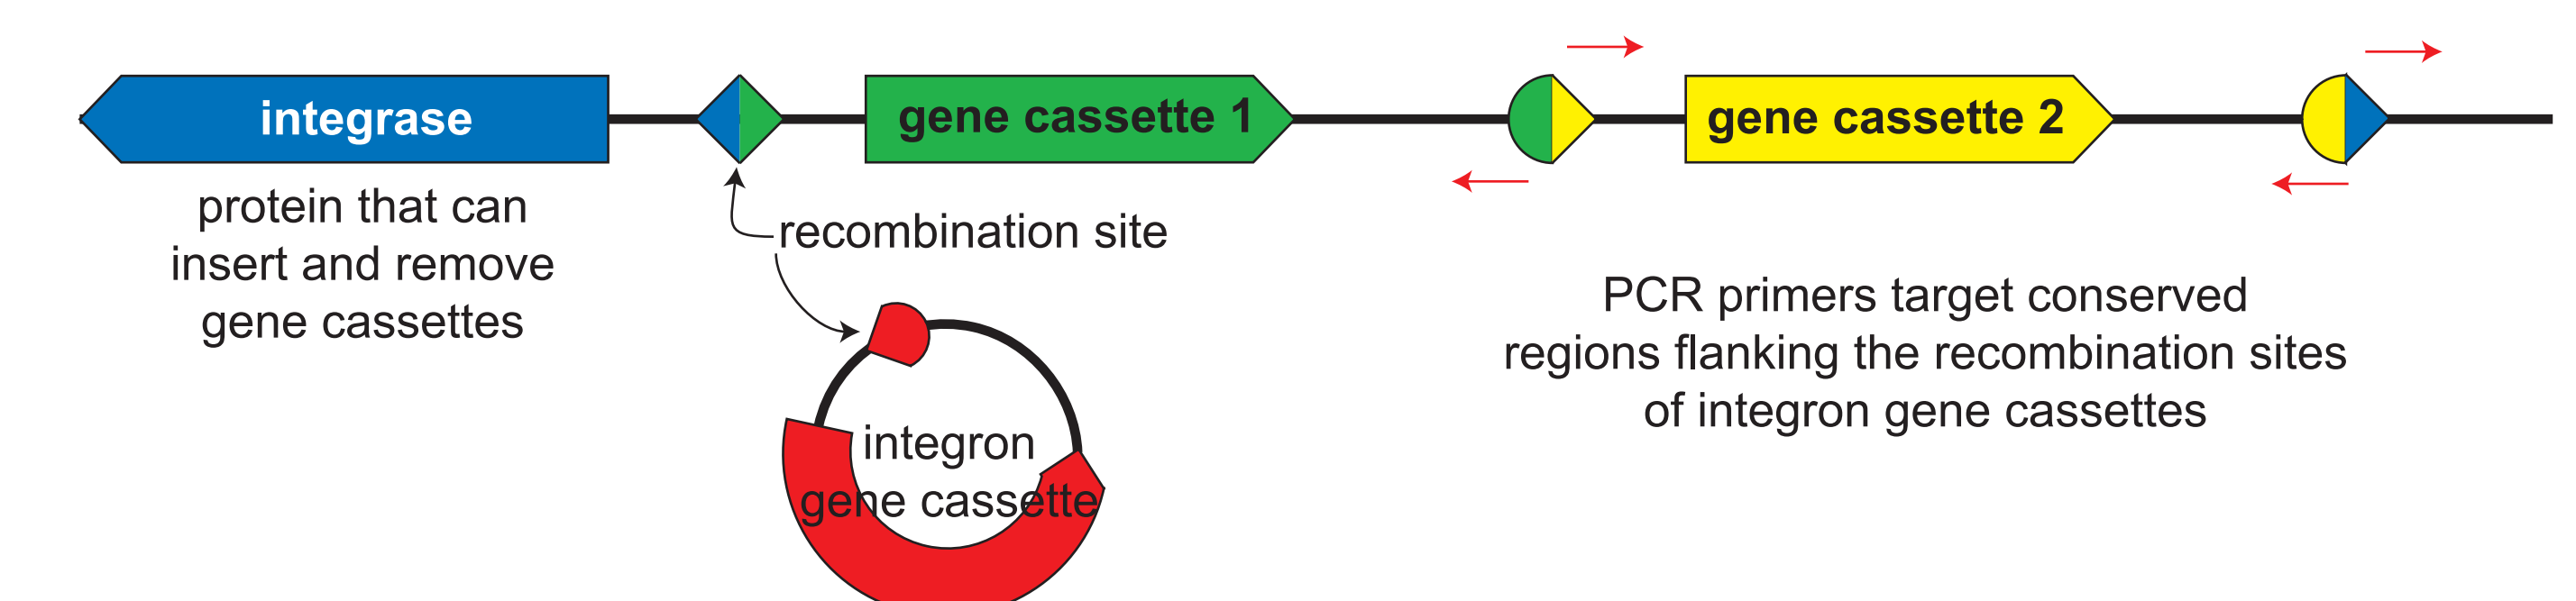 integrase
gene cassette 1
gene cassette 2
protein that can
insert and remove
gene cassettes
recombination site
integron
gene cassette
PCR primers target conserved
regions flanking the recombination sites
of integron gene cassettes